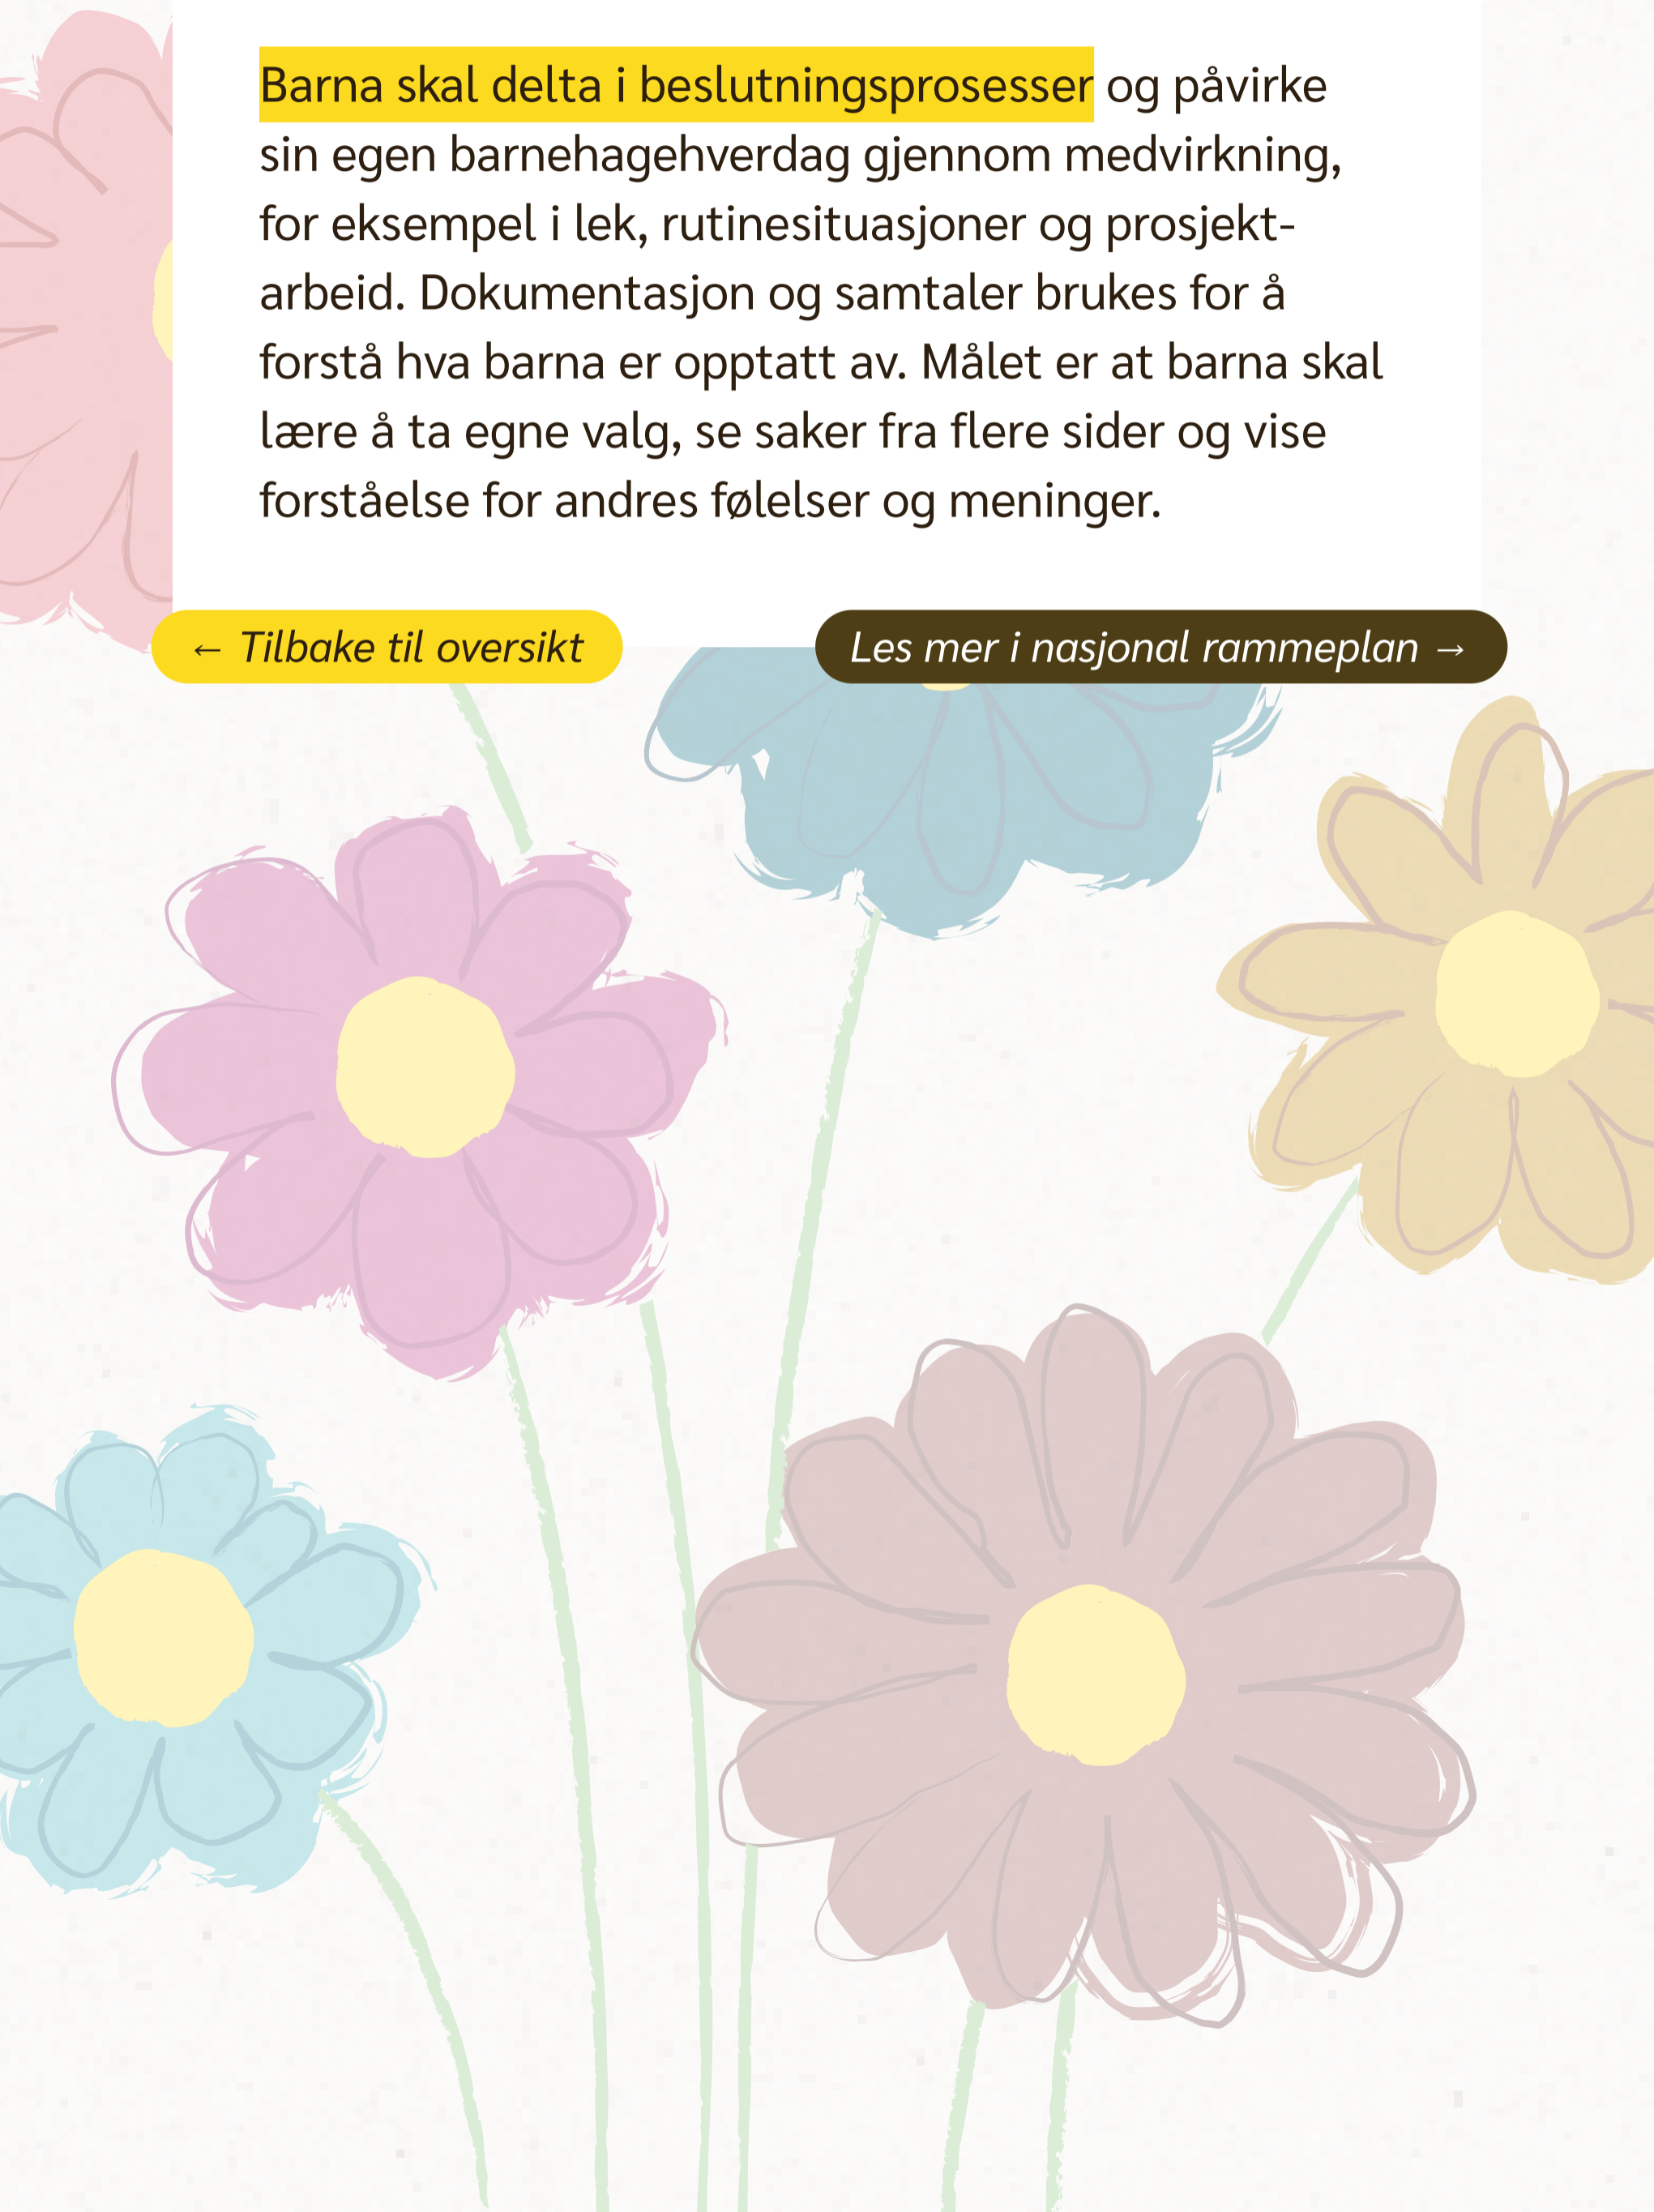 Barna skal delta i beslutningsprosesser og påvirke
sin egen barnehagehverdag gjennom medvirkning,
for eksempel i lek, rutinesituasjoner og prosjekt-
arbeid. Dokumentasjon og samtaler brukes for å
forstå hva barna er opptatt av. Målet er at barna skal
lære å ta egne valg, se saker fra flere sider og vise
forståelse for andres følelser og meninger.
← Tilbake til oversikt
Les mer i nasjonal rammeplan →